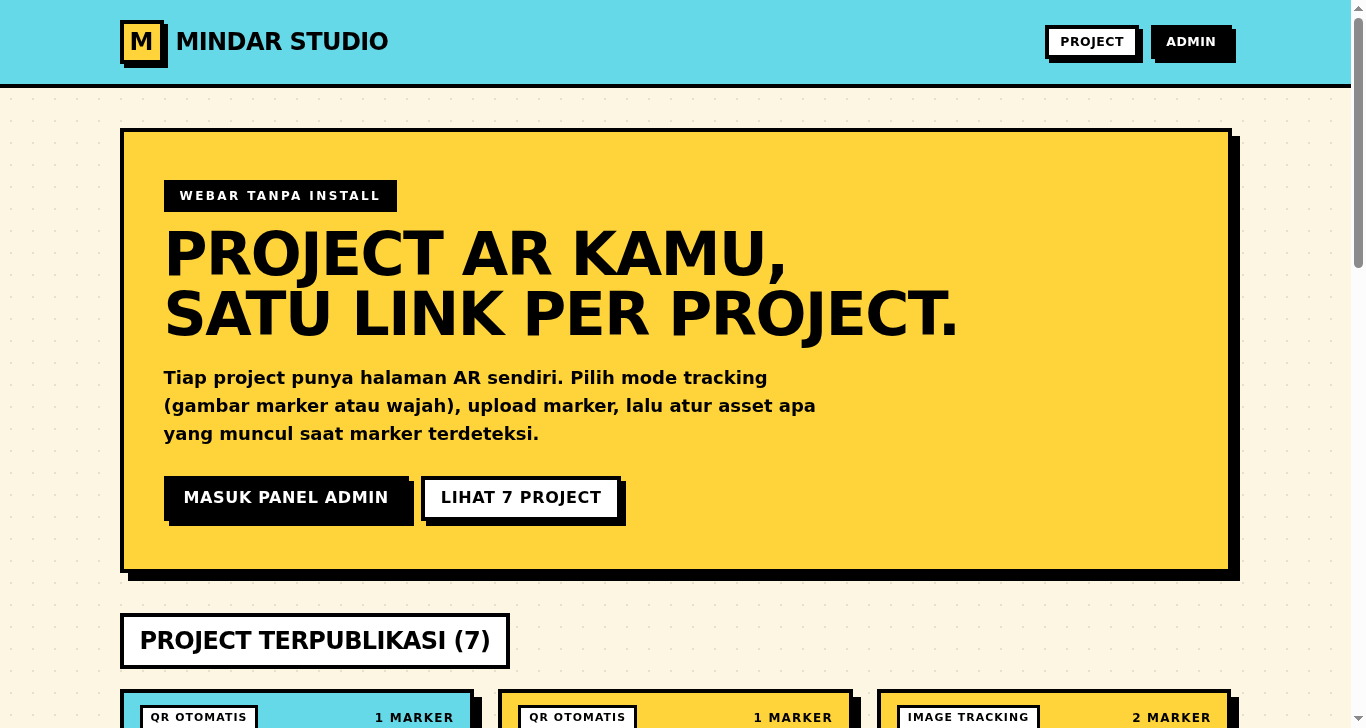 M MINDAR STUDIO
PROJECT
ADMIN
WEBAR TANPA INSTALL
PROJECT AR KAMU,
SATU LINK PER PROJECT.
Tiap project punya halaman AR sendiri. Pilih mode tracking
(gambar marker atau wajah), upload marker, lalu atur asset apa
yang muncul saat marker terdeteksi.
MASUK PANEL ADMIN
LIHAT 7 PROJECT
PROJECT TERPUBLIKASI (7)
QR OTOMATIS
1 MARKER
QR OTOMATIS
1 MARKER
IMAGE TRACKING
2 MARKER